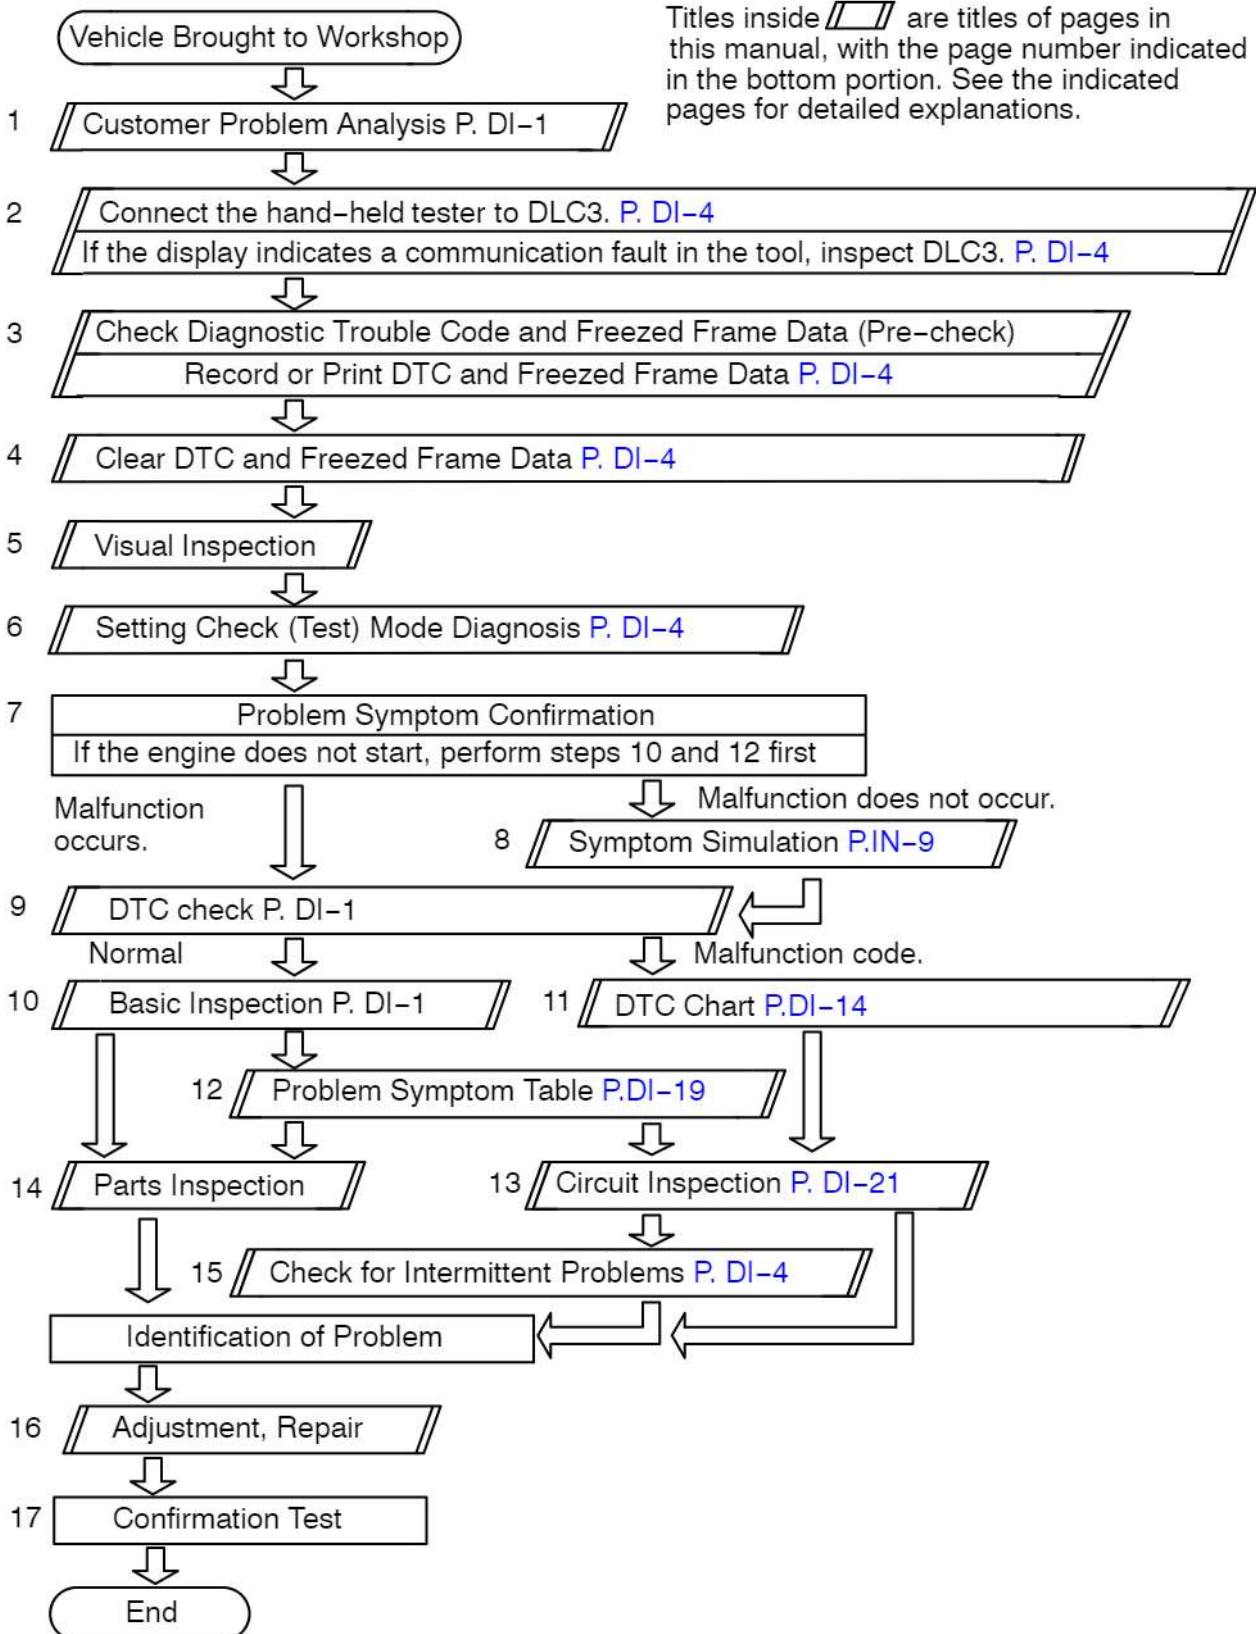 Vehicle Brought to Workshop
Titles inside are titles of pages in
this manual, with the page number indicated
in the bottom portion. See the indicated
pages for detailed explanations.
1 Customer Problem Analysis P. DI-1
2 Connect the hand-held tester to DLC3. P. DI-4
If the display indicates a communication fault in the tool, inspect DLC3. P. DI-4
3 Check Diagnostic Trouble Code and Freezed Frame Data (Pre-check)
Record or Print DTC and Freezed Frame Data P. DI-4
4 Clear DTC and Freezed Frame Data P. DI-4
5 Visual Inspection
6 Setting Check (Test) Mode Diagnosis P. DI-4
7 Problem Symptom Confirmation
If the engine does not start, perform steps 10 and 12 first
Malfunction
occurs.
Malfunction does not occur.
8 Symptom Simulation P.IN-9
9 DTC check P. DI-1
Normal
Malfunction code.
10 Basic Inspection P. DI-1
11 DTC Chart P.DI-14
12 Problem Symptom Table P.DI-19
14 Parts Inspection
13 Circuit Inspection P. DI-21
15 Check for Intermittent Problems P. DI-4
Identification of Problem
16 Adjustment, Repair
17 Confirmation Test
End